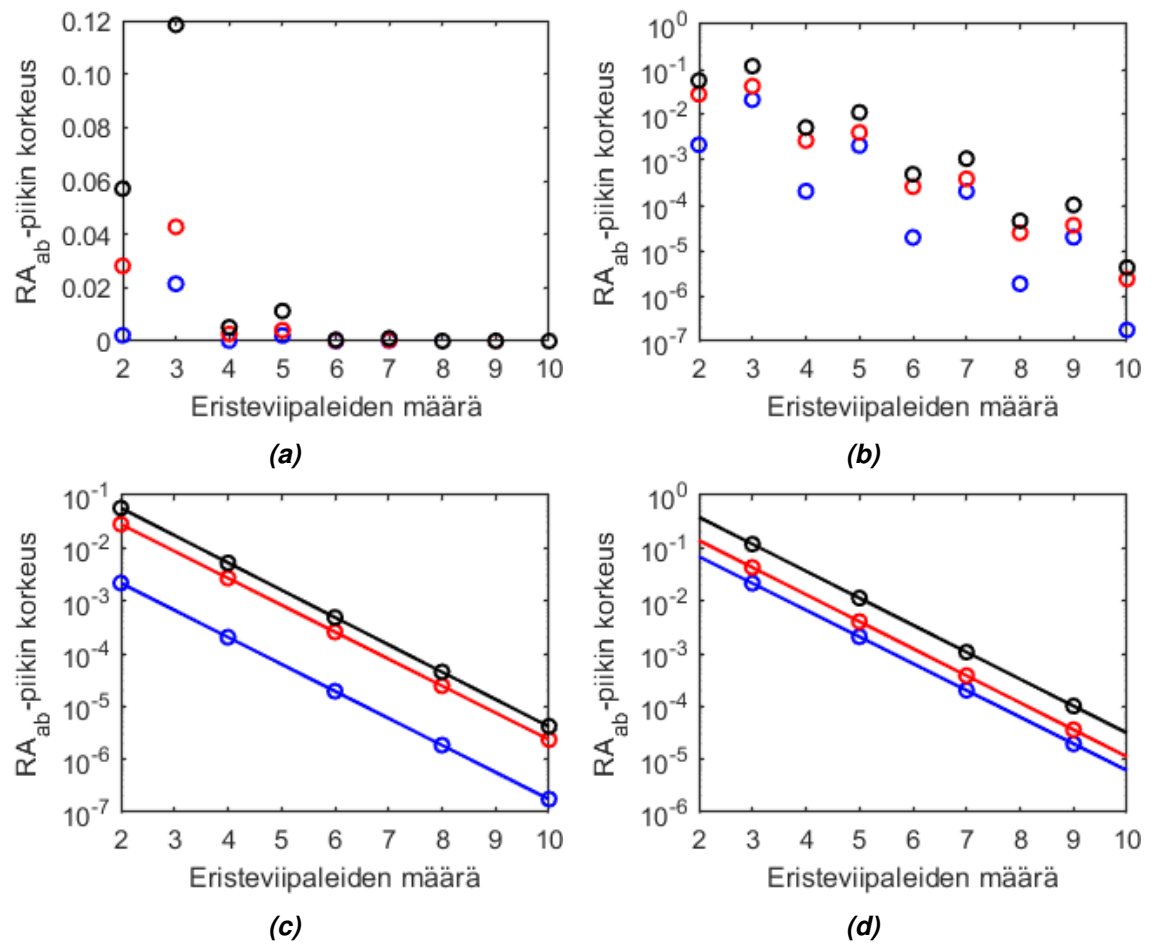 0.12
0.10
0.08
0.06
0.04
0.02
0
RA_ab-piikin korkeus
2 3 4 5 6 7 8 9 10
Eristeviipaleiden määrä
(a)
10^0
10^-1
10^-2
10^-3
10^-4
10^-5
10^-6
10^-7
RA_ab-piikin korkeus
2 3 4 5 6 7 8 9 10
Eristeviipaleiden määrä
(b)
10^-1
10^-2
10^-3
10^-4
10^-5
10^-6
10^-7
RA_ab-piikin korkeus
2 3 4 5 6 7 8 9 10
Eristeviipaleiden määrä
(c)
10^0
10^-1
10^-2
10^-3
10^-4
10^-5
10^-6
RA_ab-piikin korkeus
2 3 4 5 6 7 8 9 10
Eristeviipaleiden määrä
(d)